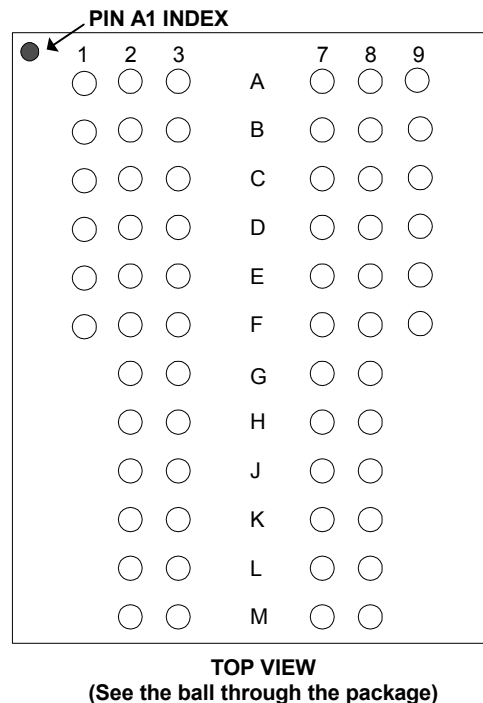 PIN A1 INDEX
1 2 3 7 8 9
A
B
C
D
E
F
G
H
J
K
L
M
TOP VIEW
(See the ball through the package)